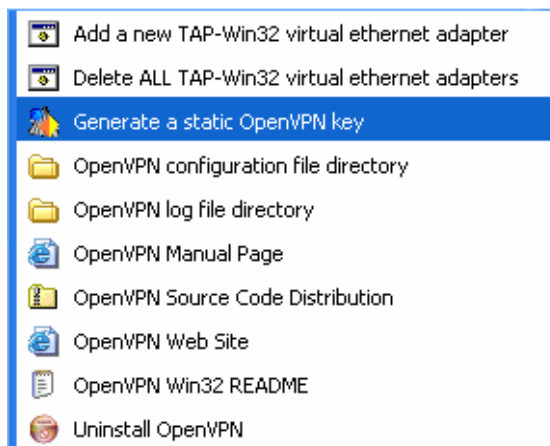 Add a new TAP-Win32 virtual ethernet adapter
Delete ALL TAP-Win32 virtual ethernet adapters
Generate a static OpenVPN key
OpenVPN configuration file directory
OpenVPN log file directory
OpenVPN Manual Page
OpenVPN Source Code Distribution
OpenVPN Web Site
OpenVPN Win32 README
Uninstall OpenVPN